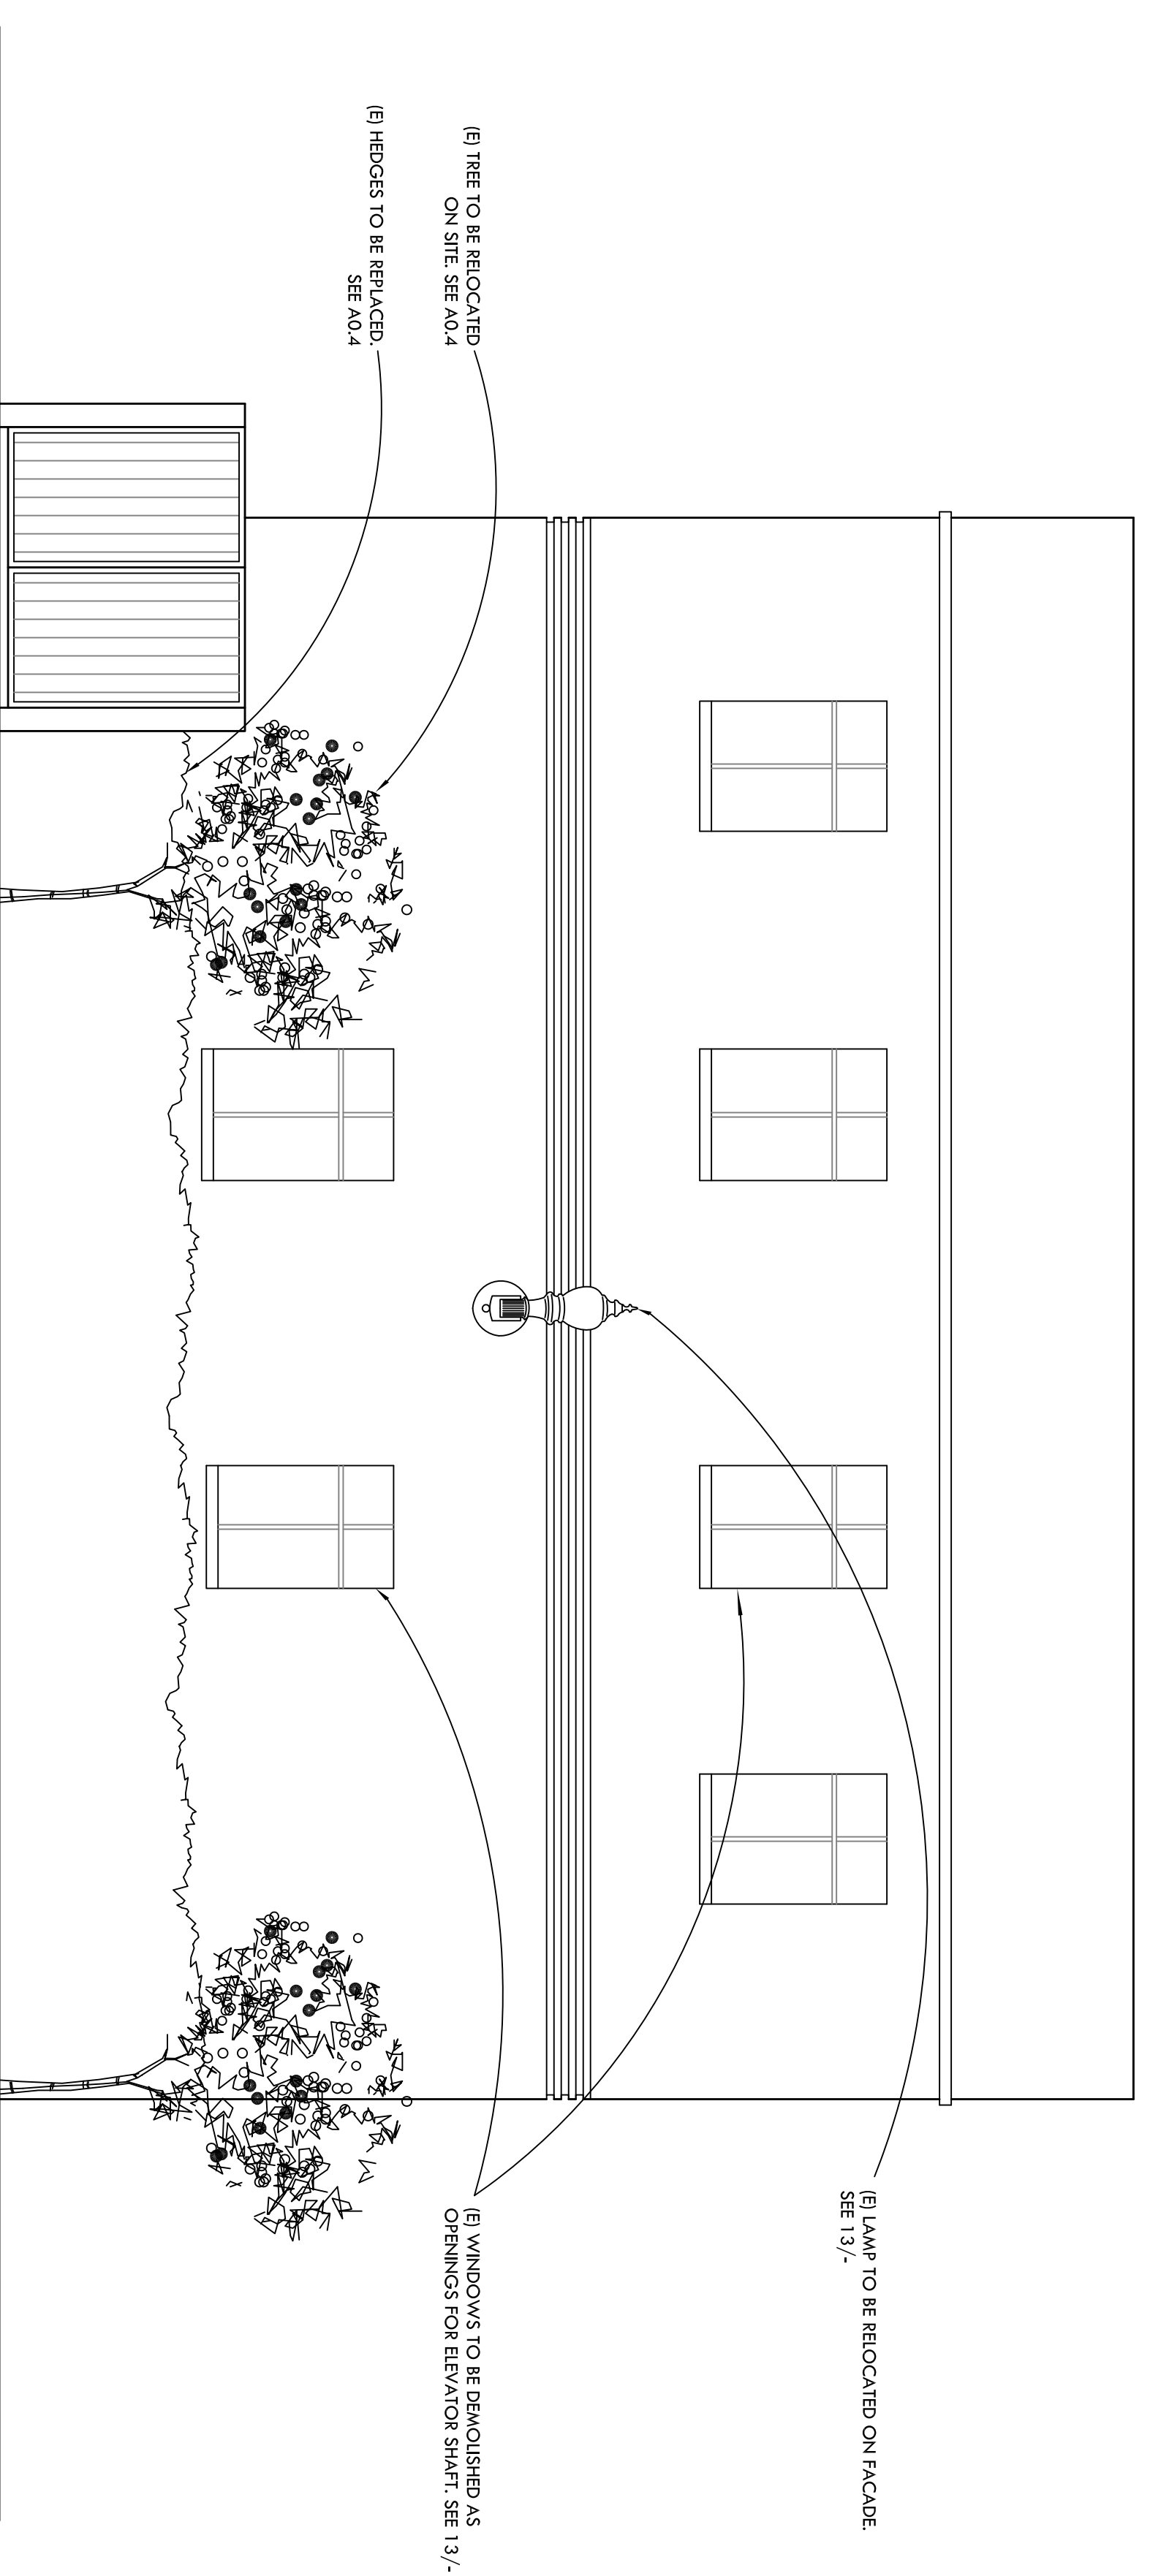 (E) TREE TO BE RELOCATED
ON SITE. SEE A0.4
(E) HEDGES TO BE REPLACED.
SEE A0.4
(E) LAMP TO BE RELOCATED ON FACADE.
SEE 13/-
(E) WINDOWS TO BE DEMOLISHED AS
OPENINGS FOR ELEVATOR SHAFT. SEE 13/-